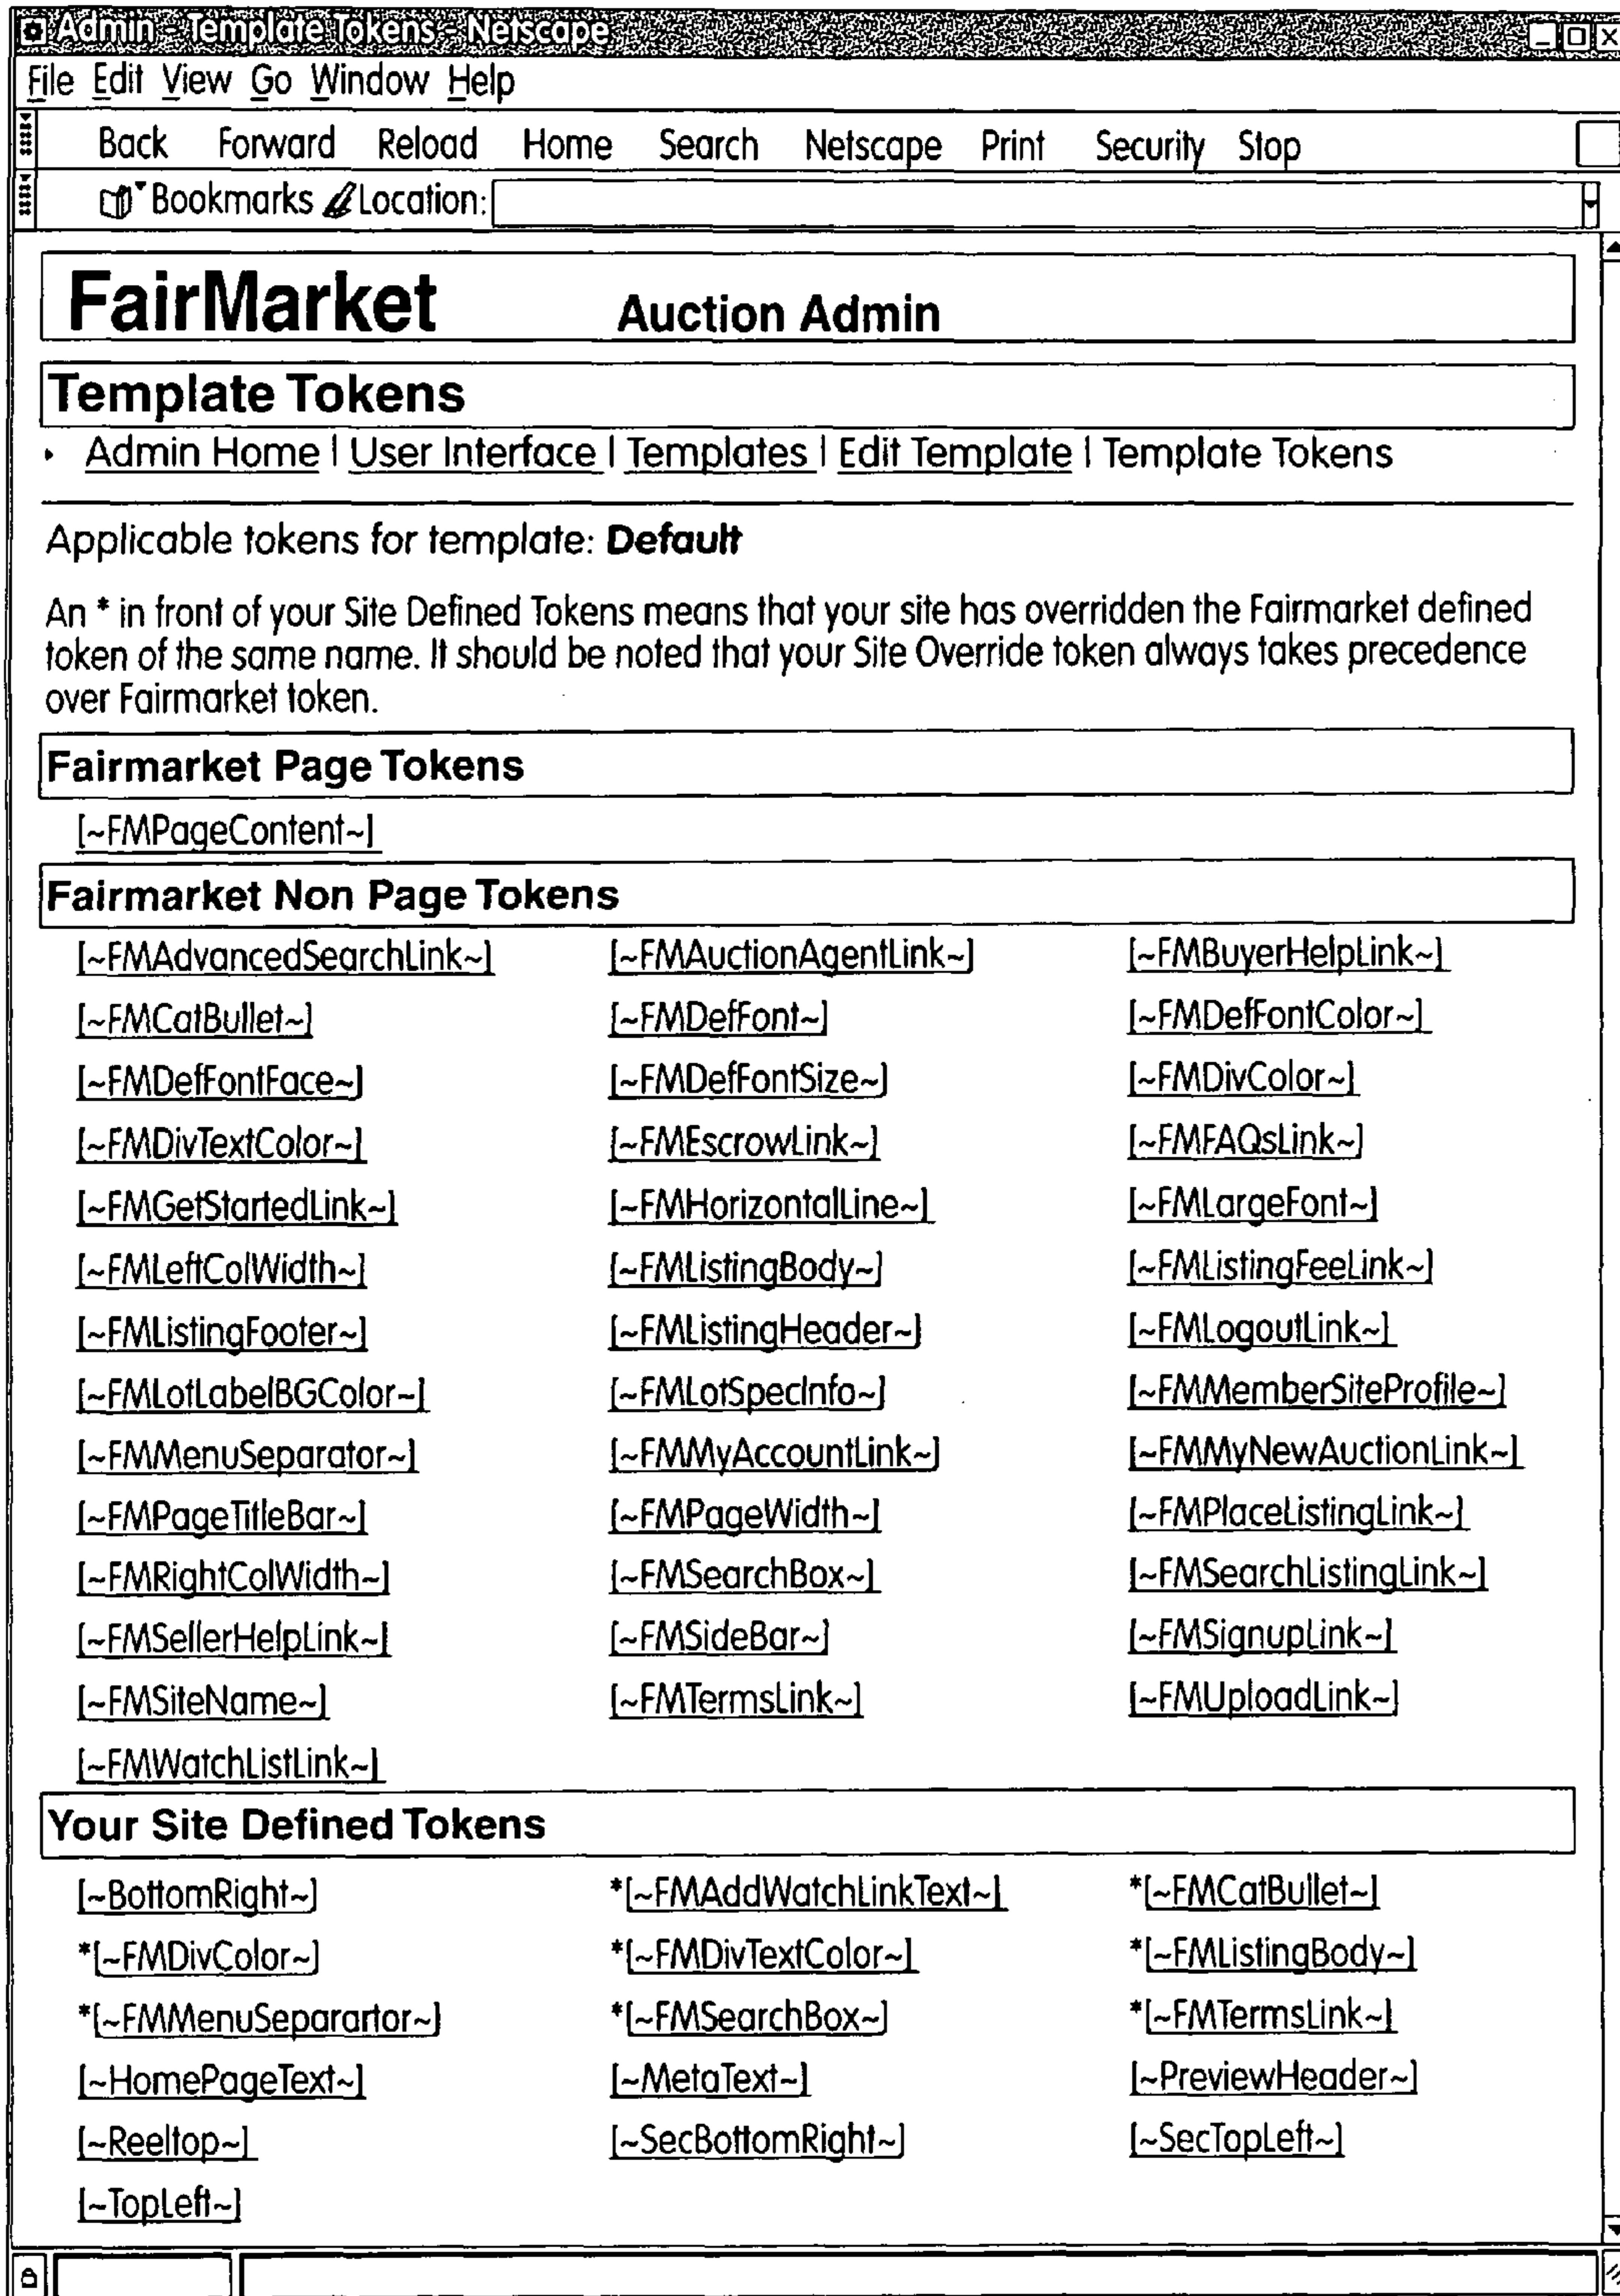 Admin - Template Tokens - Netscape
File Edit View Go Window Help
Back Forward Reload Home Search Netscape Print Security Stop
Bookmarks Location:
FairMarket Auction Admin
Template Tokens
Admin Home | User Interface | Templates | Edit Template | Template Tokens
Applicable tokens for template: Default
An * in front of your Site Defined Tokens means that your site has overridden the Fairmarket defined
token of the same name. It should be noted that your Site Override token always takes precedence
over Fairmarket token.
Fairmarket Page Tokens
[~FMPageContent~]
Fairmarket Non Page Tokens
[~FMAdvancedSearchLink~] [~FMAuctionAgentLink~] [~FMBuyerHelpLink~]
[~FMCatBullet~] [~FMDefFont~] [~FMDefFontColor~]
[~FMDefFontFace~] [~FMDefFontSize~] [~FMDivColor~]
[~FMDivTextColor~] [~FMEscrowLink~] [~FMFAQsLink~]
[~FMGetStartedLink~] [~FMHorizontalLine~] [~FMLargeFont~]
[~FMLeftColWidth~] [~FMListingBody~] [~FMListingFeeLink~]
[~FMListingFooter~] [~FMListingHeader~] [~FMLogoutLink~]
[~FMLotLabelBGColor~] [~FMLotSpecInfo~] [~FMMemberSiteProfile~]
[~FMMenuSeparator~] [~FMMyAccountLink~] [~FMMyNewAuctionLink~]
[~FMPageTitleBar~] [~FMPageWidth~] [~FMPlaceListingLink~]
[~FMRightColWidth~] [~FMSearchBox~] [~FMSearchListingLink~]
[~FMSellerHelpLink~] [~FMSideBar~] [~FMSignupLink~]
[~FMSiteName~] [~FMTermsLink~] [~FMUploadLink~]
[~FMWatchListLink~]
Your Site Defined Tokens
[~BottomRight~] *[~FMAddWatchLinkText~] *[~FMCatBullet~]
*[~FMDivColor~] *[~FMDivTextColor~] *[~FMListingBody~]
*[~FMMenuSeparartor~] *[~FMSearchBox~] *[~FMTermsLink~]
[~HomePageText~] [~MetaText~] [~PreviewHeader~]
[~Reeltop~] [~SecBottomRight~] [~SecTopLeft~]
[~TopLeft~]